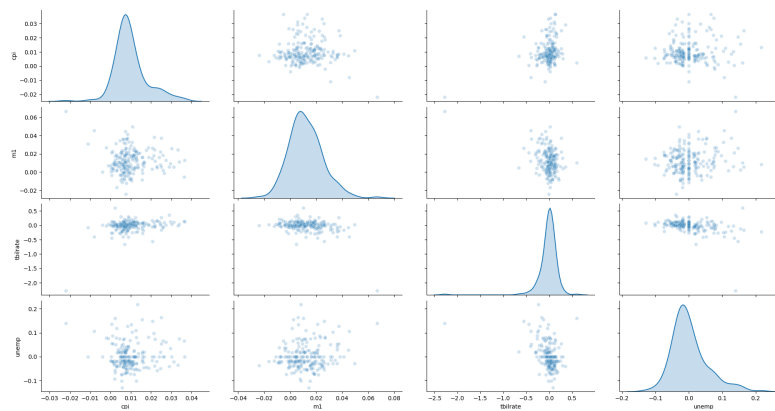 cpi
0.03
0.02
0.01
0.00
−0.01
−0.02
m1
0.06
0.04
0.02
0.00
−0.02
tbilrate
0.5
0.0
−0.5
−1.0
−1.5
−2.0
unemp
0.2
0.1
0.0
−0.1
−0.03 −0.02 −0.01 0.00 0.01 0.02 0.03 0.04
cpi
−0.04 −0.02 0.00 0.02 0.04 0.06 0.08
m1
−2.5 −2.0 −1.5 −1.0 −0.5 0.0 0.5
tbilrate
−0.2 −0.1 0.0 0.1 0.2
unemp